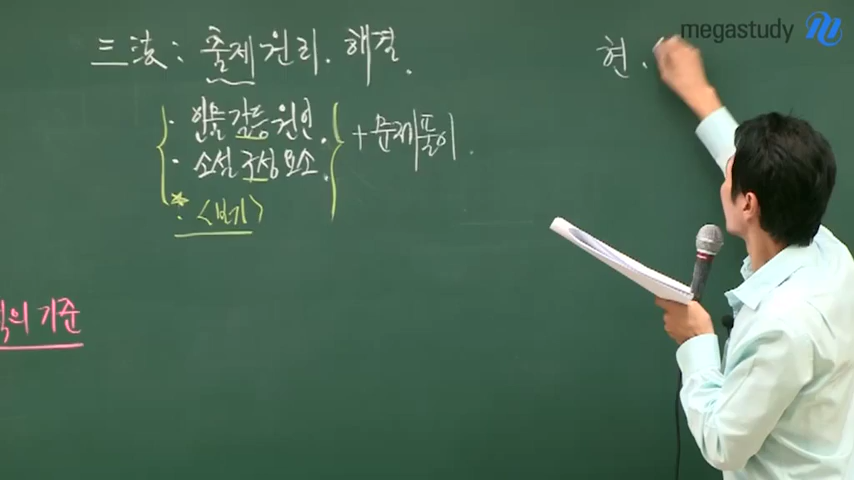 三法: 출제 원리. 해결.
· 인물 갈등 원인.
· 소설 구성 요소.
* <보기>
+ 문제 풀이.
의 기준
현.
megastudy